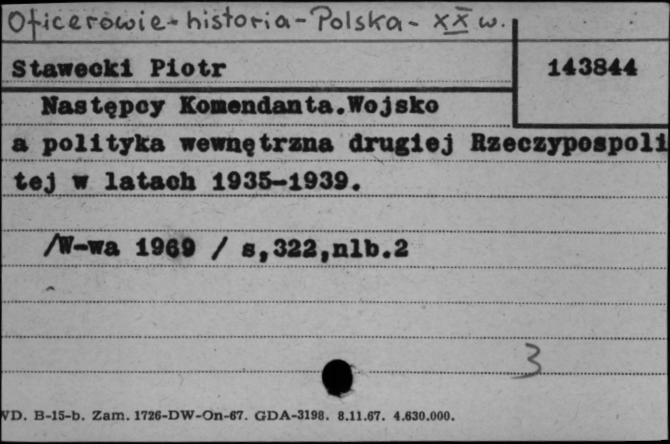 Oficerowie - historia - Polska - XX w.
Stawecki Piotr
143844
Następcy Komendanta.Wojsko
a polityka wewnętrzna drugiej Rzeczypospoli
tej w latach 1935-1939.
/W-wa 1969 / s,322,nlb.2
3
WD. B-15-b. Zam. 1726-DW-On-67. GDA-3198. 8.11.67. 4.630.000.